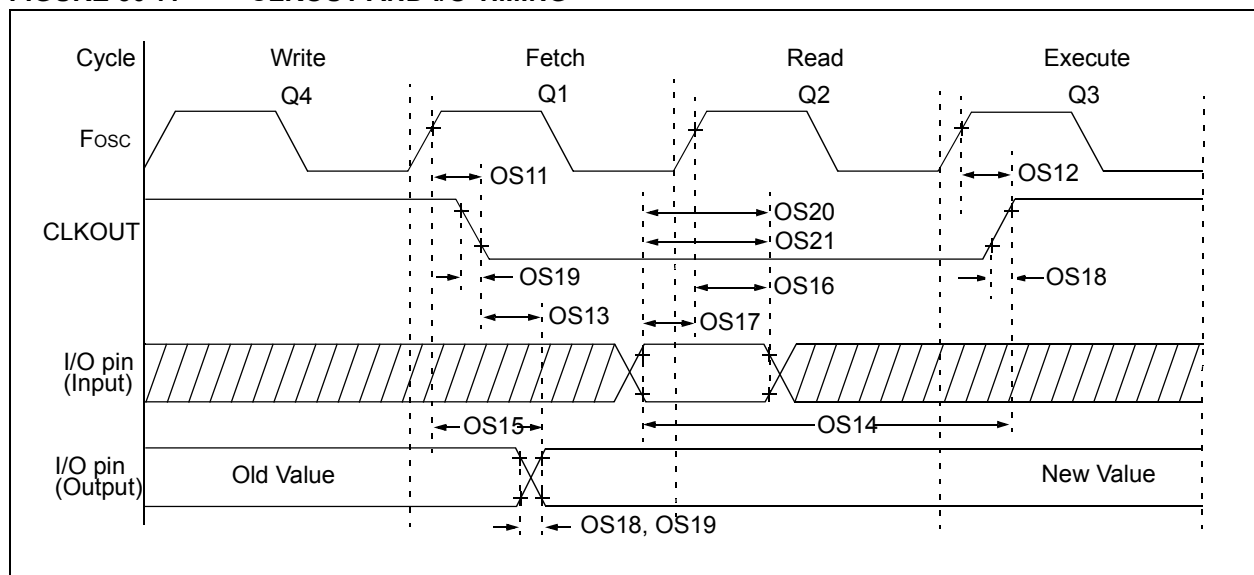 Cycle Write Fetch Read Execute
Q4 Q1 Q2 Q3
FOSC
OS11 OS12
OS20
CLKOUT
OS21
OS19 OS16 OS18
OS13 OS17
I/O pin
(Input)
OS15 OS14
I/O pin
(Output)
Old Value New Value
OS18, OS19